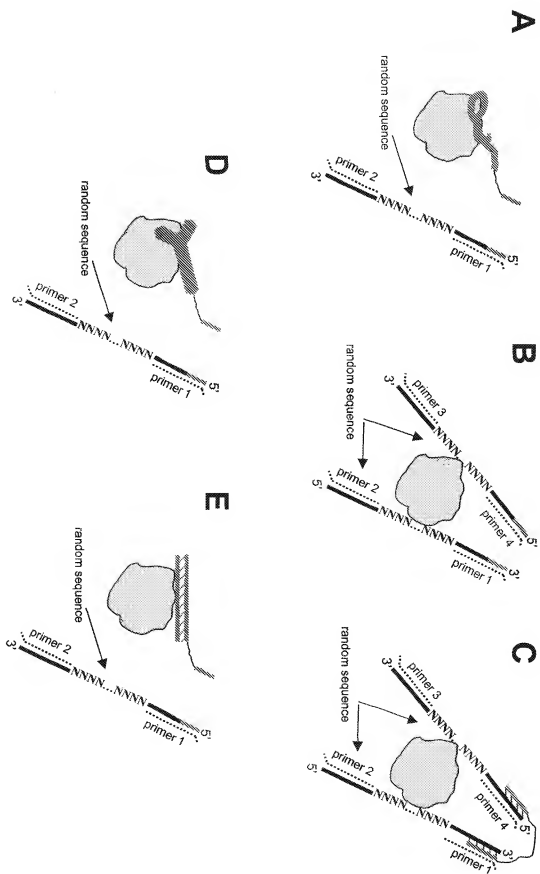 A
random
sequence
3'
primer 2
NNNN...NNNN
primer 1
5'
B
random
sequence
3'
primer 3
NNNN...NNNN
primer 4
5'
5'
primer 2
NNNN...NNNN
primer 1
3'
C
random
sequence
3'
primer 3
NNNN...NNNN
primer 4
5'
5'
primer 2
NNNN...NNNN
primer 1
3'
D
random sequence
3'
primer 2
NNNN...NNNN
primer 1
5'
E
random
sequence
3'
primer 2
NNNN...NNNN
primer 1
5'